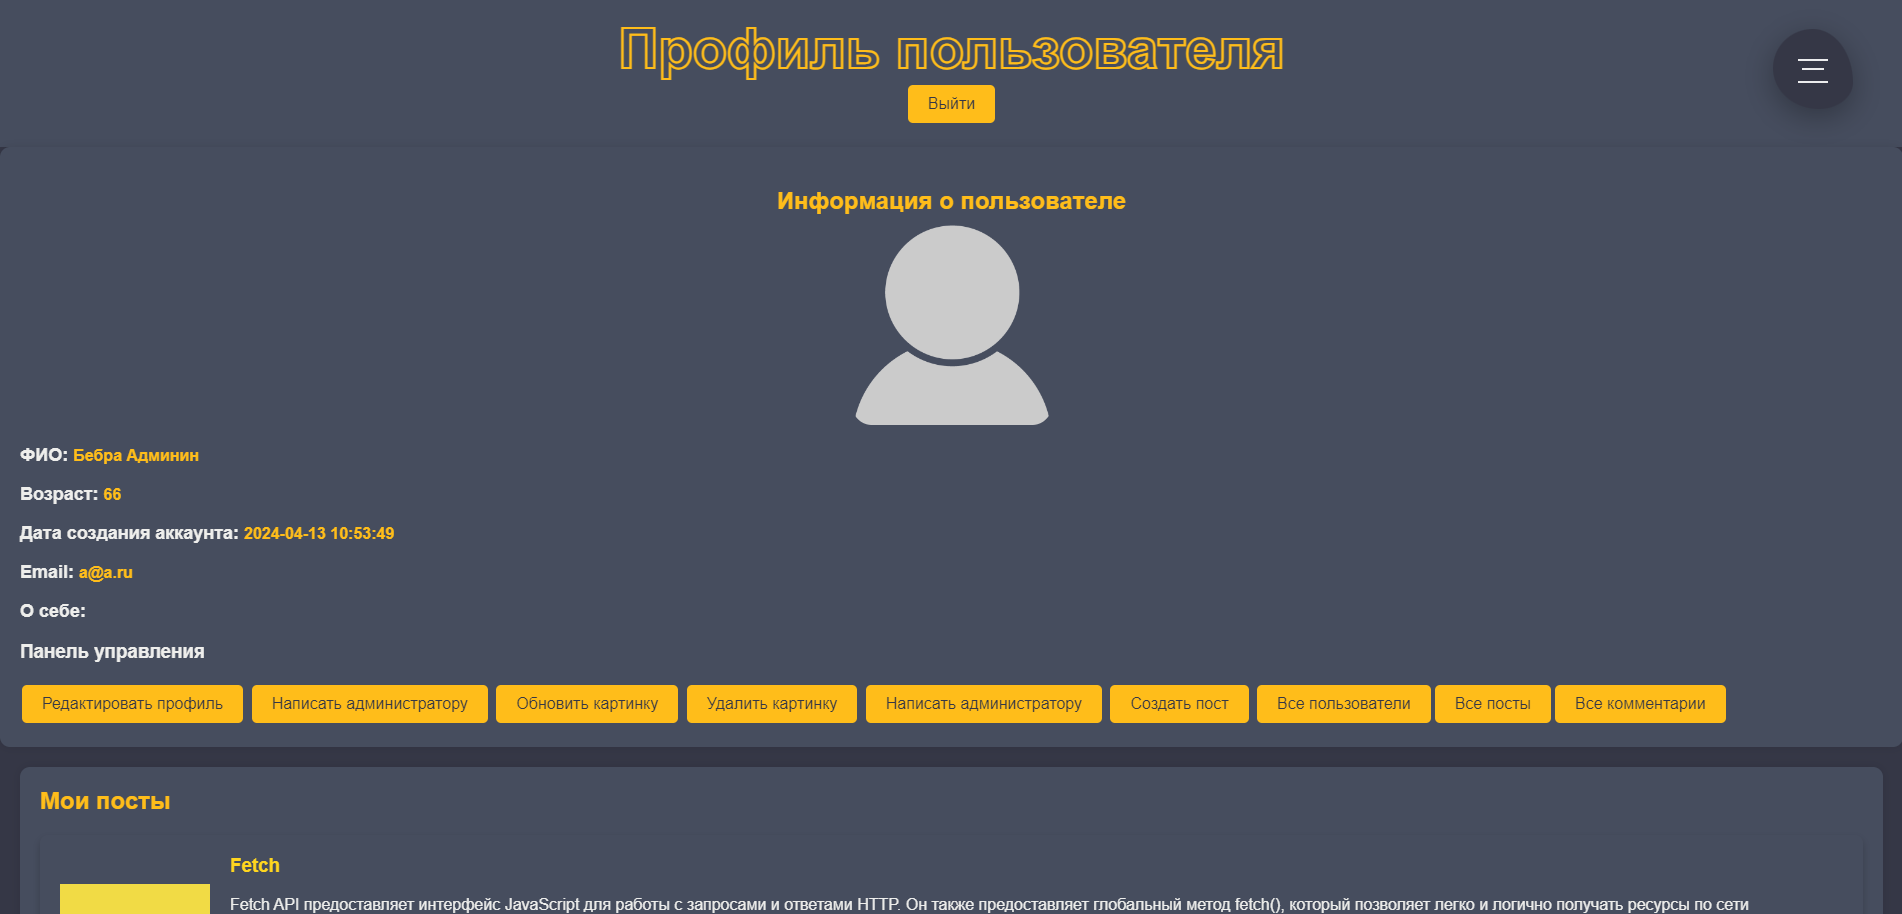 Профиль пользователя
Выйти
Информация о пользователе
ФИО: Бебра Админин
Возраст: 66
Дата создания аккаунта: 2024-04-13 10:53:49
Email: a@a.ru
О себе:
Панель управления
Редактировать профиль Написать администратору Обновить картинку Удалить картинку Написать администратору Создать пост Все пользователи Все посты Все комментарии
Мои посты
Fetch
Fetch API предоставляет интерфейс JavaScript для работы с запросами и ответами HTTP. Он также предоставляет глобальный метод fetch(), который позволяет легко и логично получать ресурсы по сети